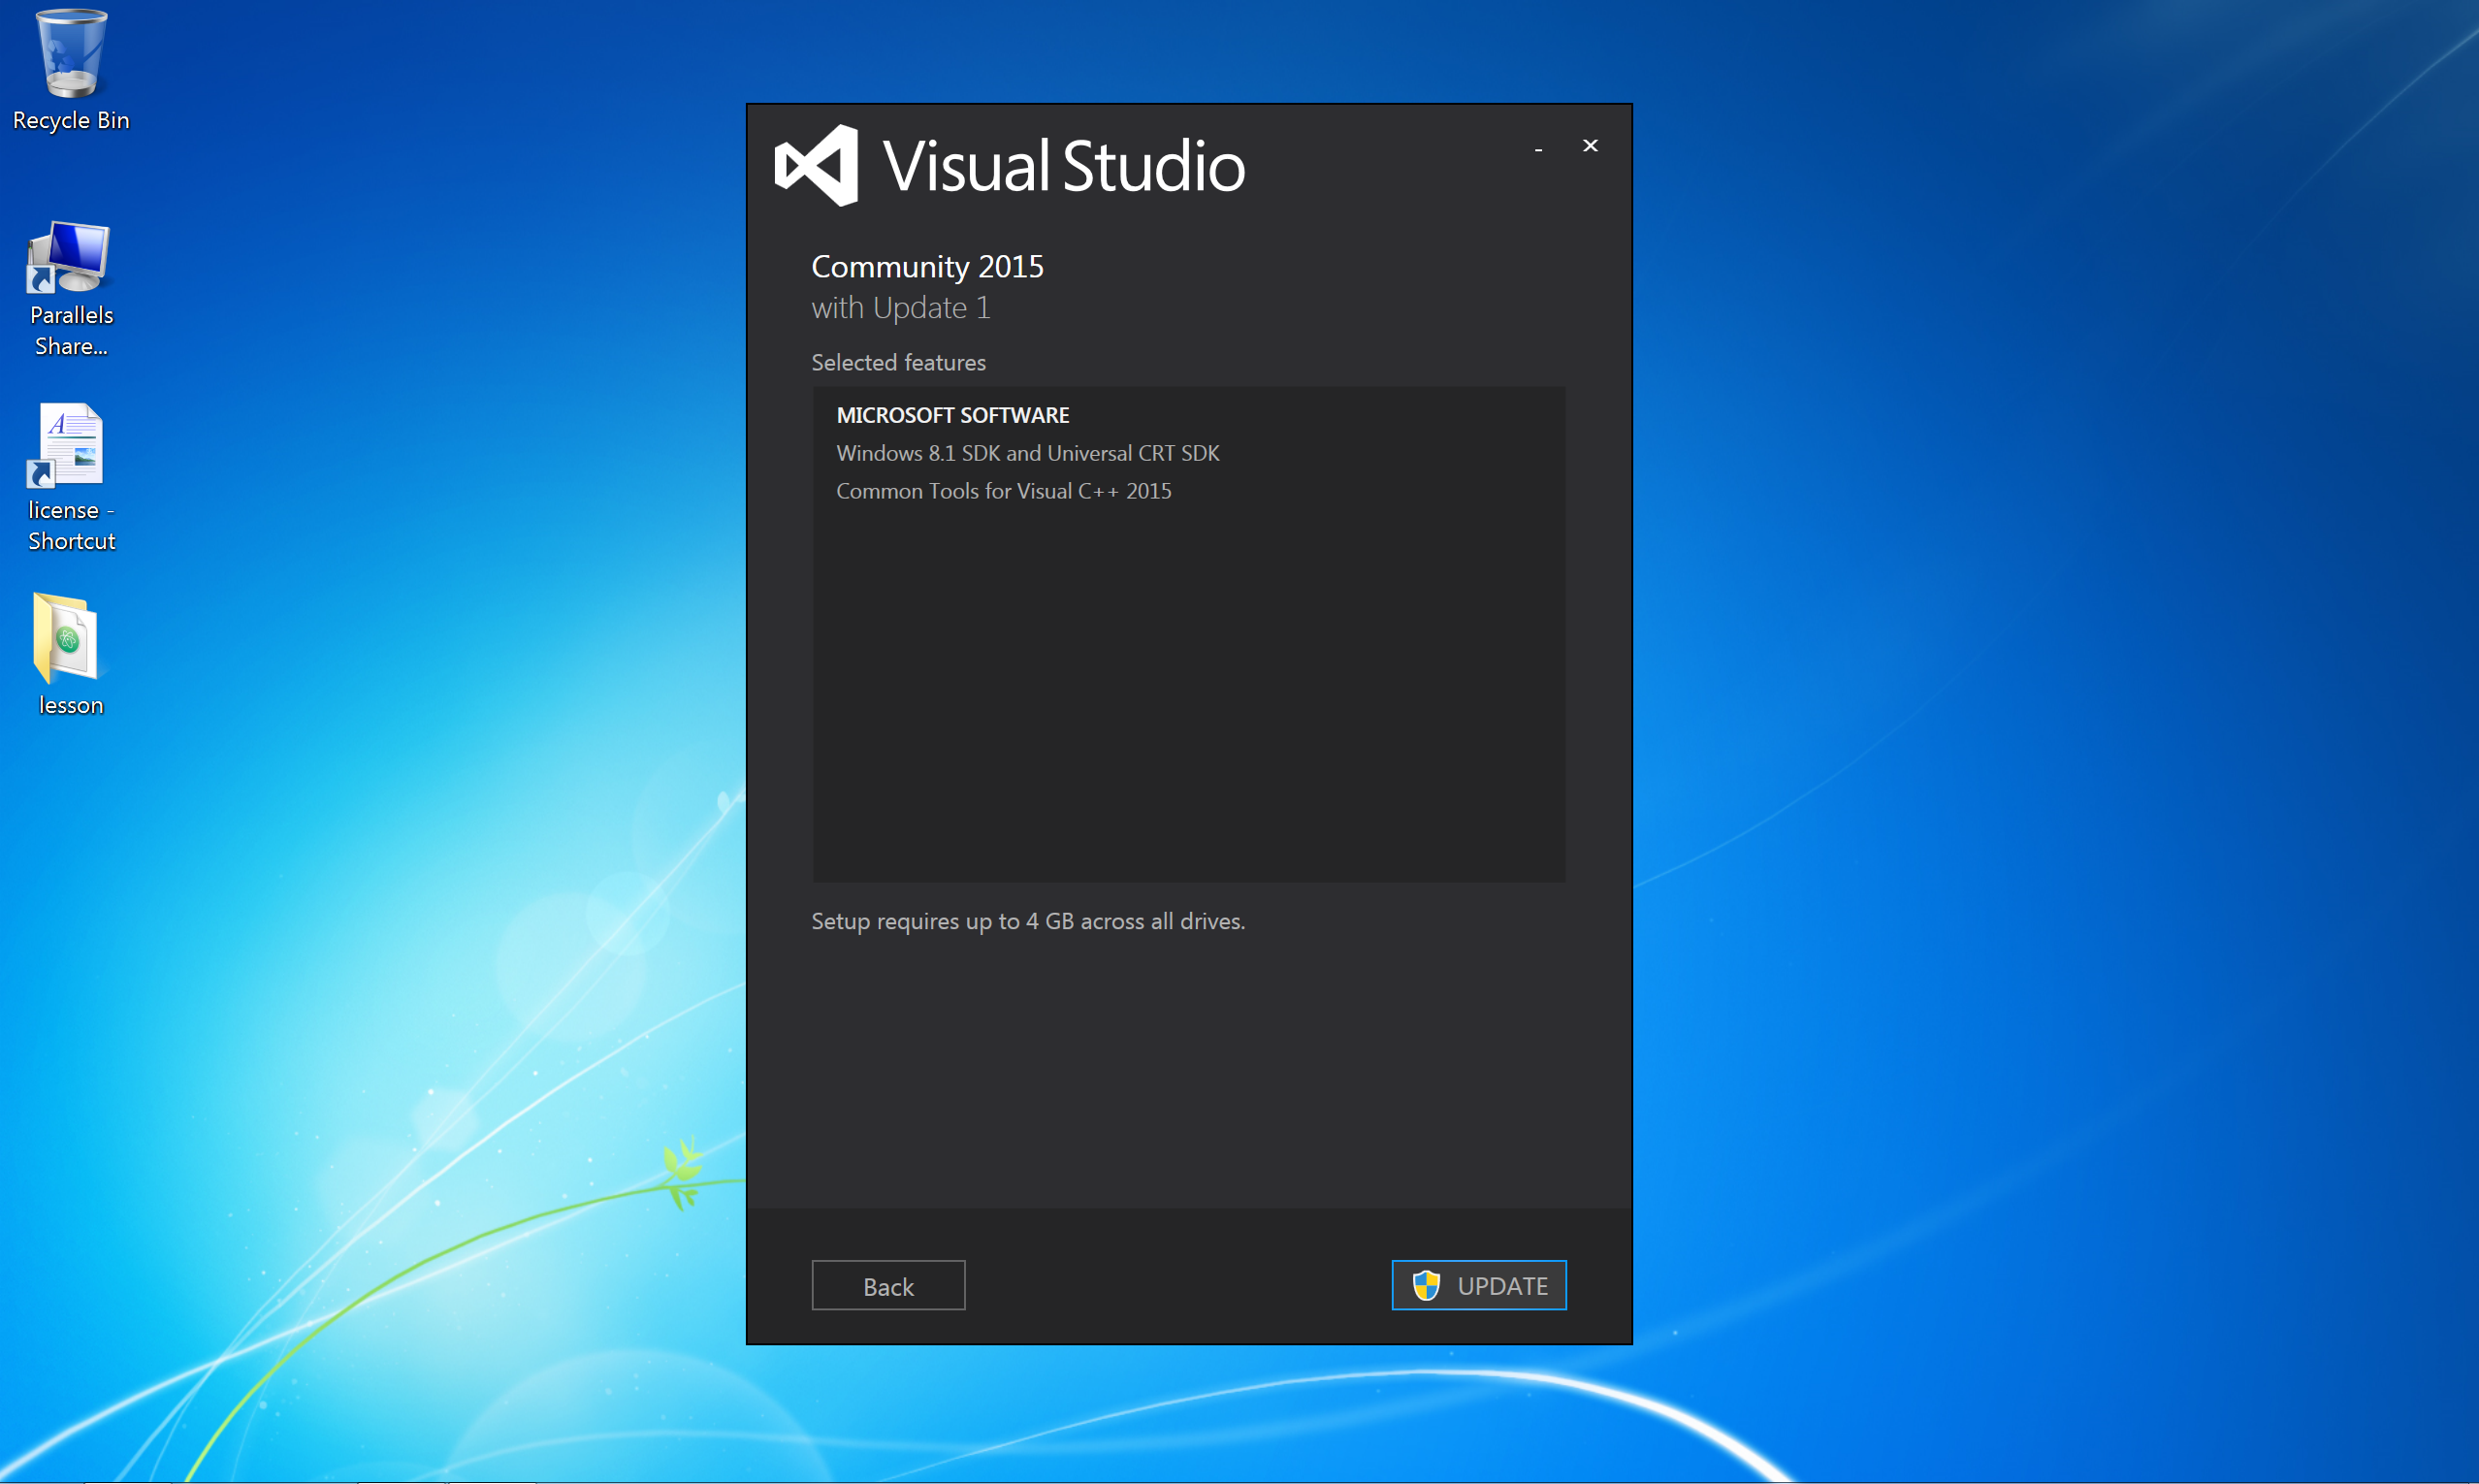 Recycle Bin
Parallels
Share...
license -
Shortcut
lesson
Visual Studio
Community 2015
with Update 1
Selected features
MICROSOFT SOFTWARE
Windows 8.1 SDK and Universal CRT SDK
Common Tools for Visual C++ 2015
Setup requires up to 4 GB across all drives.
Back
UPDATE